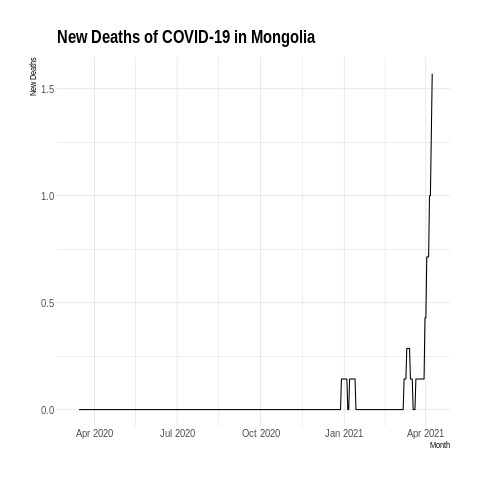 New Deaths of COVID-19 in Mongolia
New Deaths
1.5
1.0
0.5
0.0
Apr 2020 Jul 2020 Oct 2020 Jan 2021 Apr 2021
Month